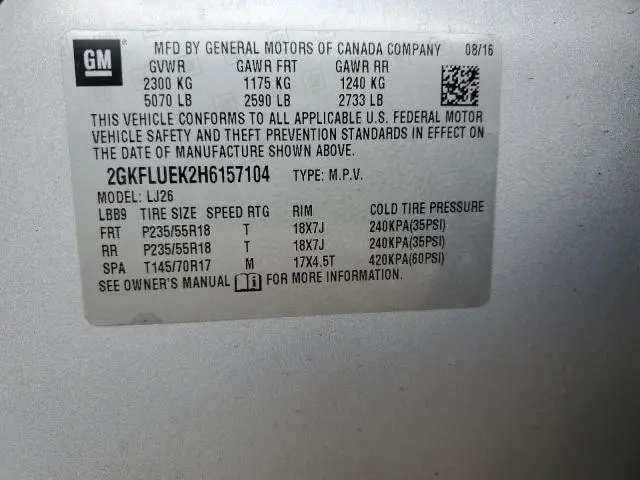 GM MFD BY GENERAL MOTORS OF CANADA COMPANY 08/16
GVWR GAWR FRT GAWR RR
2300 KG 1175 KG 1240 KG
5070 LB 2590 LB 2733 LB
THIS VEHICLE CONFORMS TO ALL APPLICABLE U.S. FEDERAL MOTOR
VEHICLE SAFETY AND THEFT PREVENTION STANDARDS IN EFFECT ON
THE DATE OF MANUFACTURE SHOWN ABOVE.
2GKFLUEK2H6157104 TYPE: M.P.V.
MODEL: LJ26
LBB9 TIRE SIZE SPEED RTG RIM COLD TIRE PRESSURE
FRT P235/55R18 T 18X7J 240KPA(35PSI)
RR P235/55R18 T 18X7J 240KPA(35PSI)
SPA T145/70R17 M 17X4.5T 420KPA(60PSI)
SEE OWNER'S MANUAL FOR MORE INFORMATION.